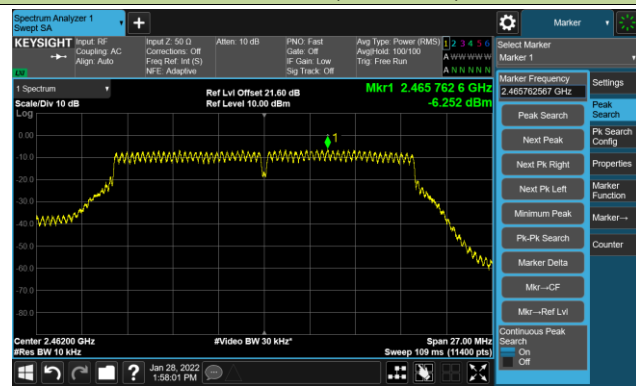 Spectrum Analyzer 1
Swept SA
Marker
KEYSIGHT
Input: RF
Coupling: AC
Align: Auto
Input Z: 50 Ω
Corrections: Off
Freq Ref: Int (S)
NFE: Adaptive
Atten: 10 dB
PNO: Fast
Gate: Off
IF Gain: Low
Sig Track: Off
Avg Type: Power (RMS)
Avg|Hold: 100/100
Trig: Free Run
1 2 3 4 5 6
A W W W W W
A N N N N N
LXI
Select Marker
Marker 1
1 Spectrum
Scale/Div 10 dB
Log
Ref Lvl Offset 21.60 dB
Ref Level 10.00 dBm
Mkr1 2.465 762 6 GHz
-6.252 dBm
1
0.00
-10.0
-20.0
-30.0
-40.0
-50.0
-60.0
-70.0
-80.0
Center 2.46200 GHz
#Res BW 10 kHz
#Video BW 30 kHz*
Span 27.00 MHz
Sweep 109 ms (11400 pts)
Marker Frequency
2.465762567 GHz
Peak Search
Next Peak
Next Pk Right
Next Pk Left
Minimum Peak
Pk-Pk Search
Marker Delta
Mkr→CF
Mkr→Ref Lvl
Continuous Peak
Search
On
Off
Settings
Peak
Search
Pk Search
Config
Properties
Marker
Function
Marker→
Counter
Jan 28, 2022
1:58:01 PM